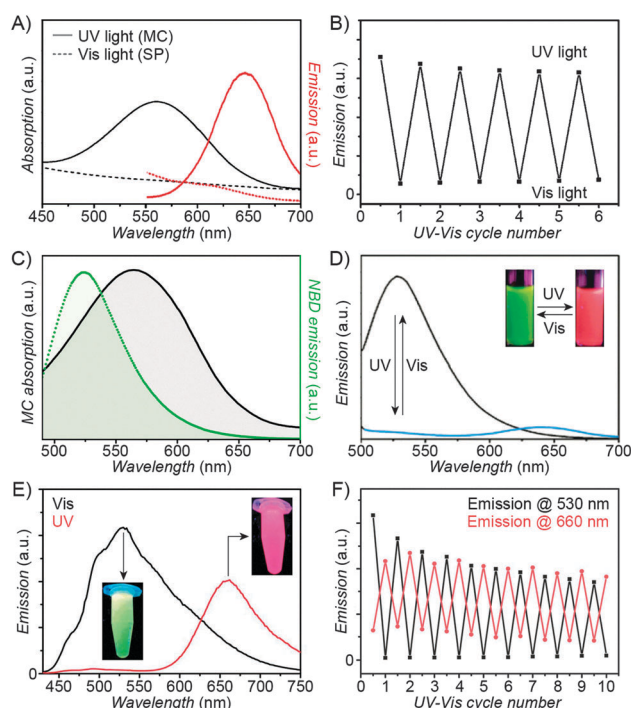 A)
UV light (MC)
Vis light (SP)
Absorption (a.u.)
Emission (a.u.)
450 500 550 600 650 700
Wavelength (nm)
B)
UV light
Vis light
Emission (a.u.)
0
1 2 3 4 5 6
UV-Vis cycle number
C)
MC absorption (a.u.)
NBD emission (a.u.)
500 550 600 650 700
Wavelength (nm)
D)
UV
Vis
UV Vis
Emission (a.u.)
500 550 600 650 700
Wavelength (nm)
E)
Vis
UV
Emission (a.u.)
0
450 500 550 600 650 700 750
Wavelength (nm)
F)
Emission @ 530 nm
Emission @ 660 nm
Emission (a.u.)
0
0 1 2 3 4 5 6 7 8 9 10
UV-Vis cycle number